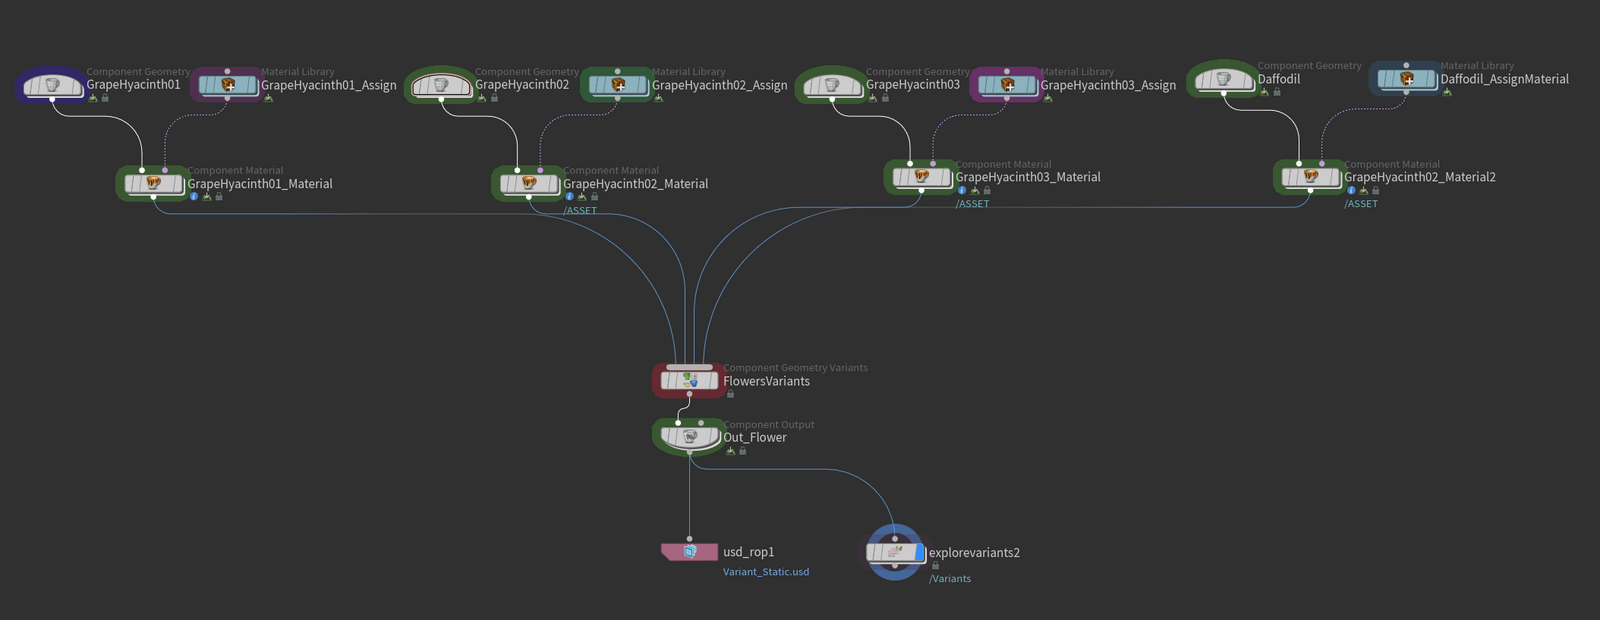 Component Geometry
GrapeHyacinth01
Material Library
GrapeHyacinth01_Assign
Component Geometry
GrapeHyacinth02
Material Library
GrapeHyacinth02_Assign
Component Geometry
GrapeHyacinth03
Material Library
GrapeHyacinth03_Assign
Component Geometry
Daffodil
Material Library
Daffodil_AssignMaterial
Component Material
GrapeHyacinth01_Material
Component Material
GrapeHyacinth02_Material
/ASSET
Component Material
GrapeHyacinth03_Material
/ASSET
Component Material
GrapeHyacinth02_Material2
/ASSET
Component Geometry Variants
FlowersVariants
Component Output
Out_Flower
usd_rop1
Variant_Static.usd
explorevariants2
/Variants